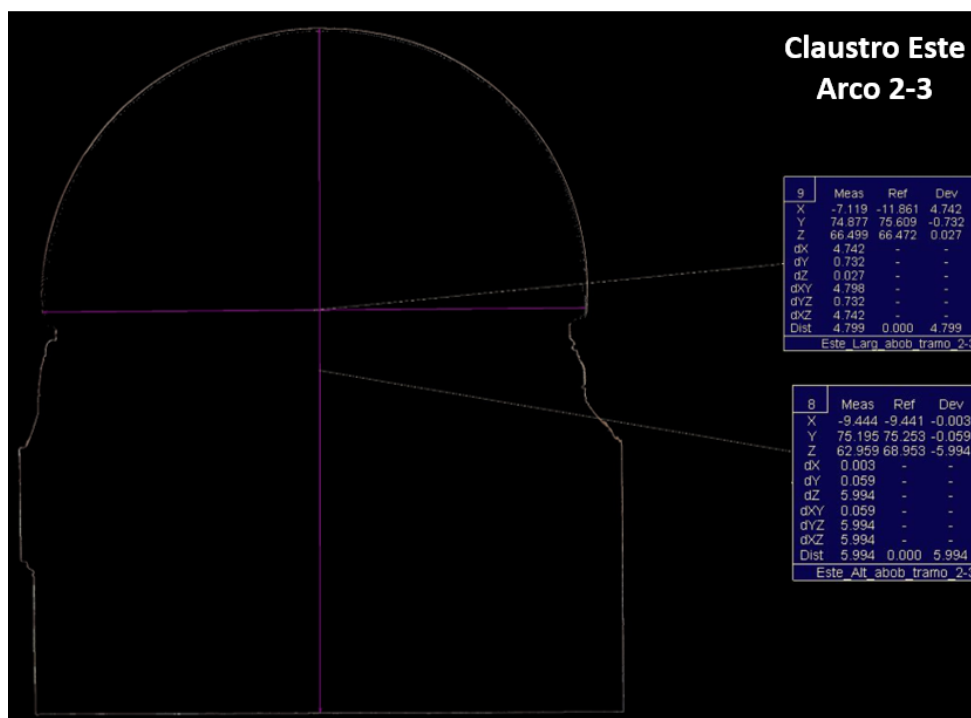 Claustro Este
Arco 2-3
9 Meas Ref Dev
X -7.119 -11.861 4.742
Y 74.877 75.609 -0.732
Z 66.499 66.472 0.027
dX 4.742 - -
dY 0.732 - -
dZ 0.027 - -
dXY 4.798 - -
dYZ 0.732 - -
dXZ 4.742 - -
Dist 4.799 0.000 4.799
Este_Larg_abob_tramo_2-3
8 Meas Ref Dev
X -9.444 -9.441 -0.003
Y 75.195 75.253 -0.059
Z 62.959 68.953 -5.994
dX 0.003 - -
dY 0.059 - -
dZ 5.994 - -
dXY 0.059 - -
dYZ 5.994 - -
dXZ 5.994 - -
Dist 5.994 0.000 5.994
Este_Alt_abob_tramo_2-3